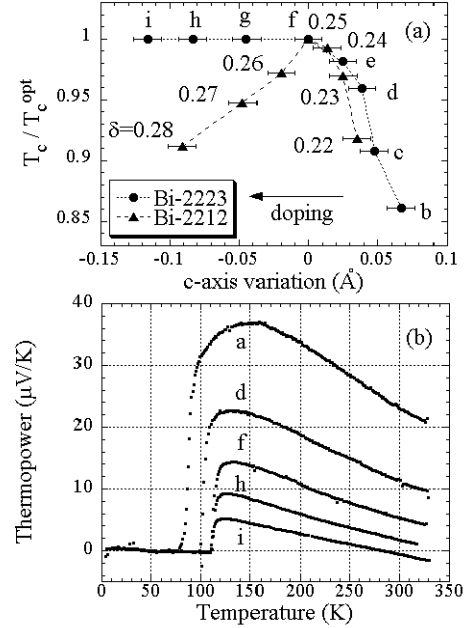 i h g f 0.25 (a)
1 0.24
e
0.26
0.95 0.27 0.23 d
δ=0.28
0.9 0.22 c
Bi-2223
Bi-2212
doping
b
0.85
-0.15 -0.1 -0.05 0 0.05 0.1
c-axis variation (Å)
T_c / T_c^opt
40 (b)
a
30
d
20
f
10 h
i
0
0 50 100 150 200 250 300 350
Temperature (K)
Thermopower (μV/K)